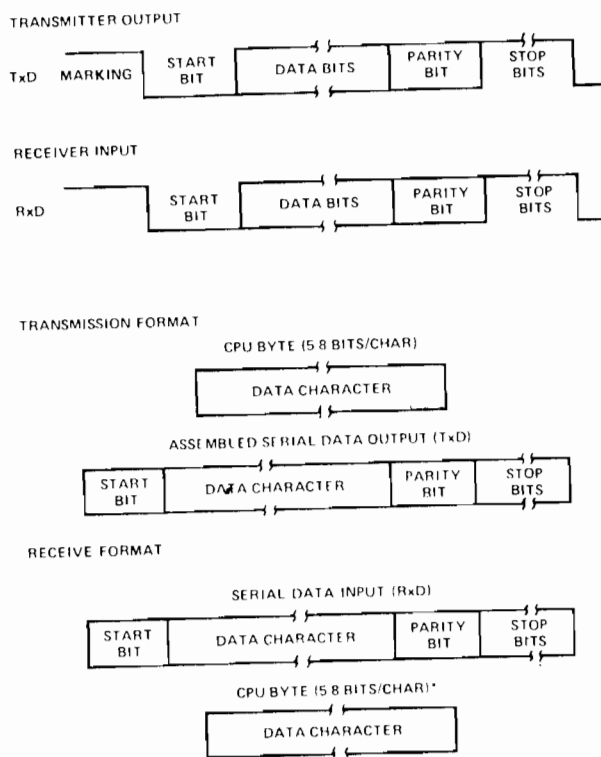 TRANSMITTER OUTPUT
TxD MARKING START BIT DATA BITS PARITY BIT STOP BITS
RECEIVER INPUT
RxD START BIT DATA BITS PARITY BIT STOP BITS
TRANSMISSION FORMAT
CPU BYTE (5 8 BITS/CHAR)
DATA CHARACTER
ASSEMBLED SERIAL DATA OUTPUT (TxD)
START BIT DATA CHARACTER PARITY BIT STOP BITS
RECEIVE FORMAT
SERIAL DATA INPUT (RxD)
START BIT DATA CHARACTER PARITY BIT STOP BITS
CPU BYTE (5 8 BITS/CHAR)*
DATA CHARACTER